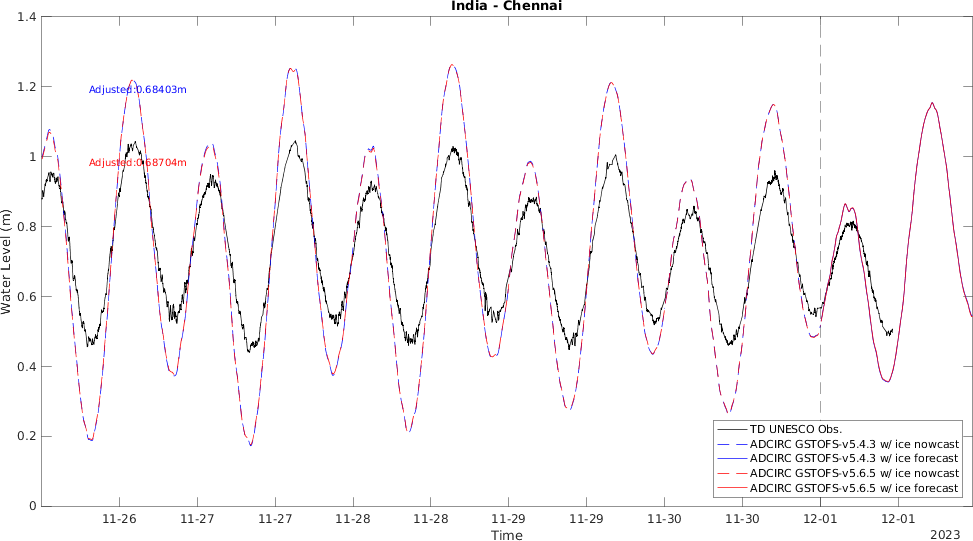 India - Chennai
1.4
1.2
1
0.8
0.6
0.4
0.2
0
Water Level (m)
Adjusted:0.68403m
Adjusted:0.68704m
TD UNESCO Obs.
ADCIRC GSTOFS-v5.4.3 w/ ice nowcast
ADCIRC GSTOFS-v5.4.3 w/ ice forecast
ADCIRC GSTOFS-v5.6.5 w/ ice nowcast
ADCIRC GSTOFS-v5.6.5 w/ ice forecast
11-26 11-27 11-27 11-28 11-28 11-29 11-29 11-30 11-30 12-01 12-01
Time
2023